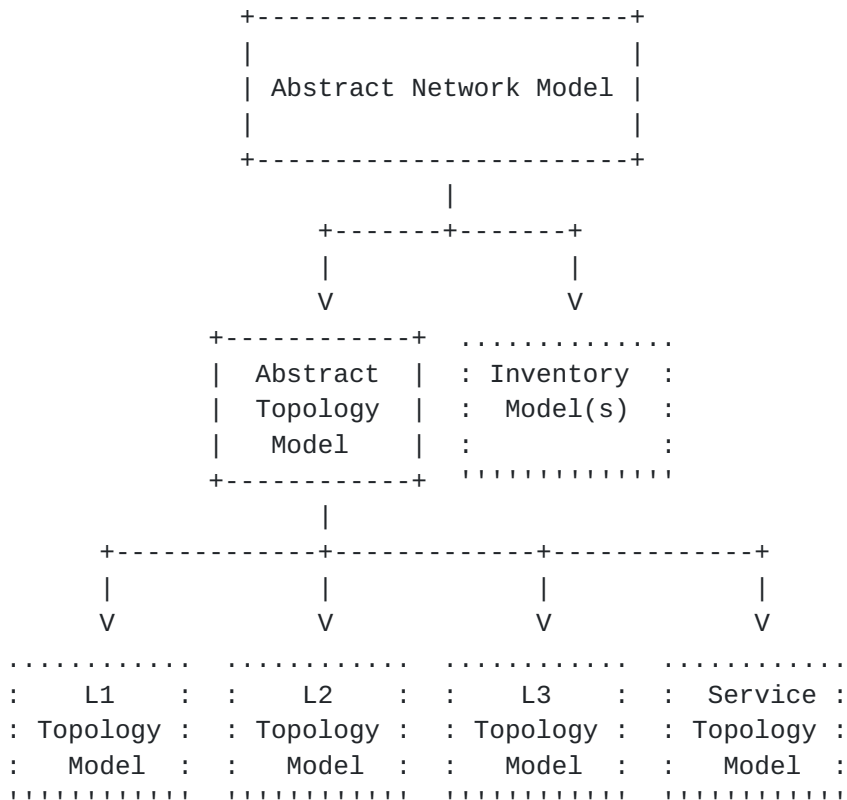 Abstract Network Model
Abstract Topology Model
Inventory Model(s)
L1 Topology Model
L2 Topology Model
L3 Topology Model
Service Topology Model